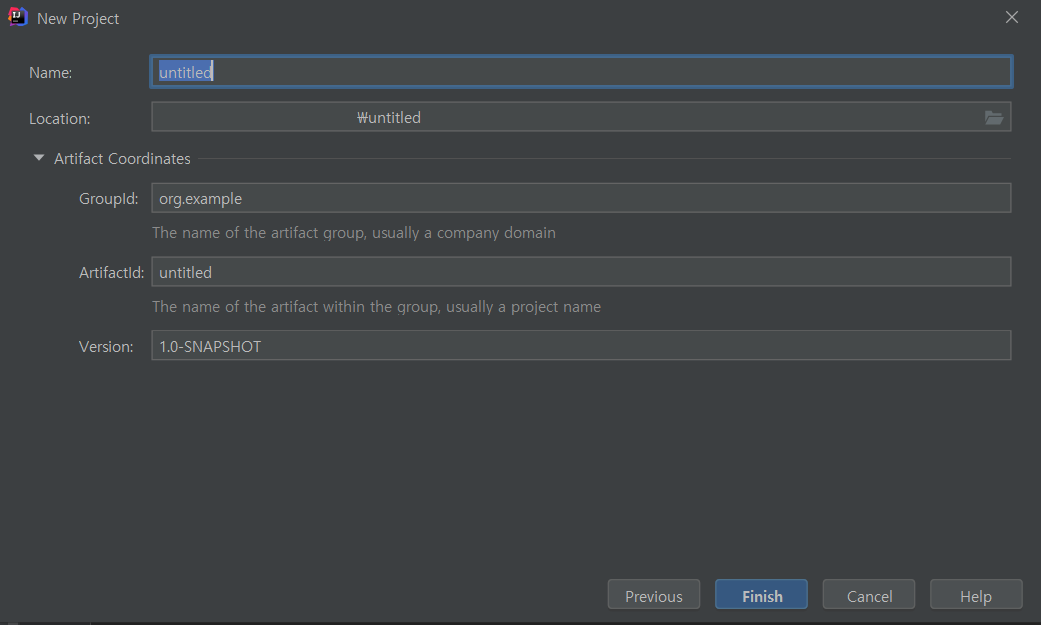 New Project
Name: untitled
Location: ₩untitled
Artifact Coordinates
GroupId: org.example
The name of the artifact group, usually a company domain
ArtifactId: untitled
The name of the artifact within the group, usually a project name
Version: 1.0-SNAPSHOT
Previous Finish Cancel Help